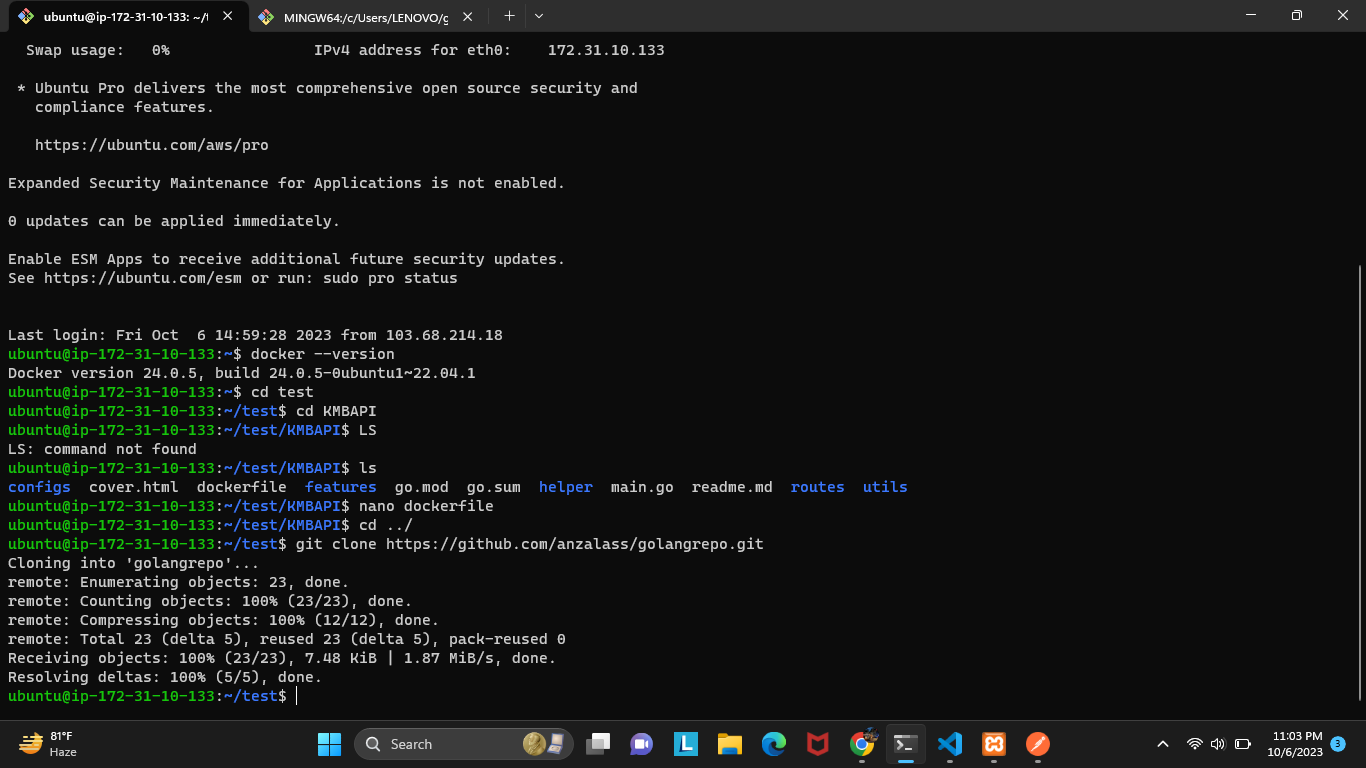 ubuntu@ip-172-31-10-133: ~/t
MINGW64:/c/Users/LENOVO/g
Swap usage:   0%                IPv4 address for eth0:    172.31.10.133
* Ubuntu Pro delivers the most comprehensive open source security and
compliance features.
https://ubuntu.com/aws/pro
Expanded Security Maintenance for Applications is not enabled.
0 updates can be applied immediately.
Enable ESM Apps to receive additional future security updates.
See https://ubuntu.com/esm or run: sudo pro status
Last login: Fri Oct  6 14:59:28 2023 from 103.68.214.18
ubuntu@ip-172-31-10-133:~$ docker --version
Docker version 24.0.5, build 24.0.5-0ubuntu1~22.04.1
ubuntu@ip-172-31-10-133:~$ cd test
ubuntu@ip-172-31-10-133:~/test$ cd KMBAPI
ubuntu@ip-172-31-10-133:~/test/KMBAPI$ LS
LS: command not found
ubuntu@ip-172-31-10-133:~/test/KMBAPI$ ls
configs  cover.html  dockerfile  features  go.mod  go.sum  helper  main.go  readme.md  routes  utils
ubuntu@ip-172-31-10-133:~/test/KMBAPI$ nano dockerfile
ubuntu@ip-172-31-10-133:~/test/KMBAPI$ cd ../
ubuntu@ip-172-31-10-133:~/test$ git clone https://github.com/anzalass/golangrepo.git
Cloning into 'golangrepo'...
remote: Enumerating objects: 23, done.
remote: Counting objects: 100% (23/23), done.
remote: Compressing objects: 100% (12/12), done.
remote: Total 23 (delta 5), reused 23 (delta 5), pack-reused 0
Receiving objects: 100% (23/23), 7.48 KiB | 1.87 MiB/s, done.
Resolving deltas: 100% (5/5), done.
ubuntu@ip-172-31-10-133:~/test$
81°F
Haze
Search
L
11:03 PM
10/6/2023
3